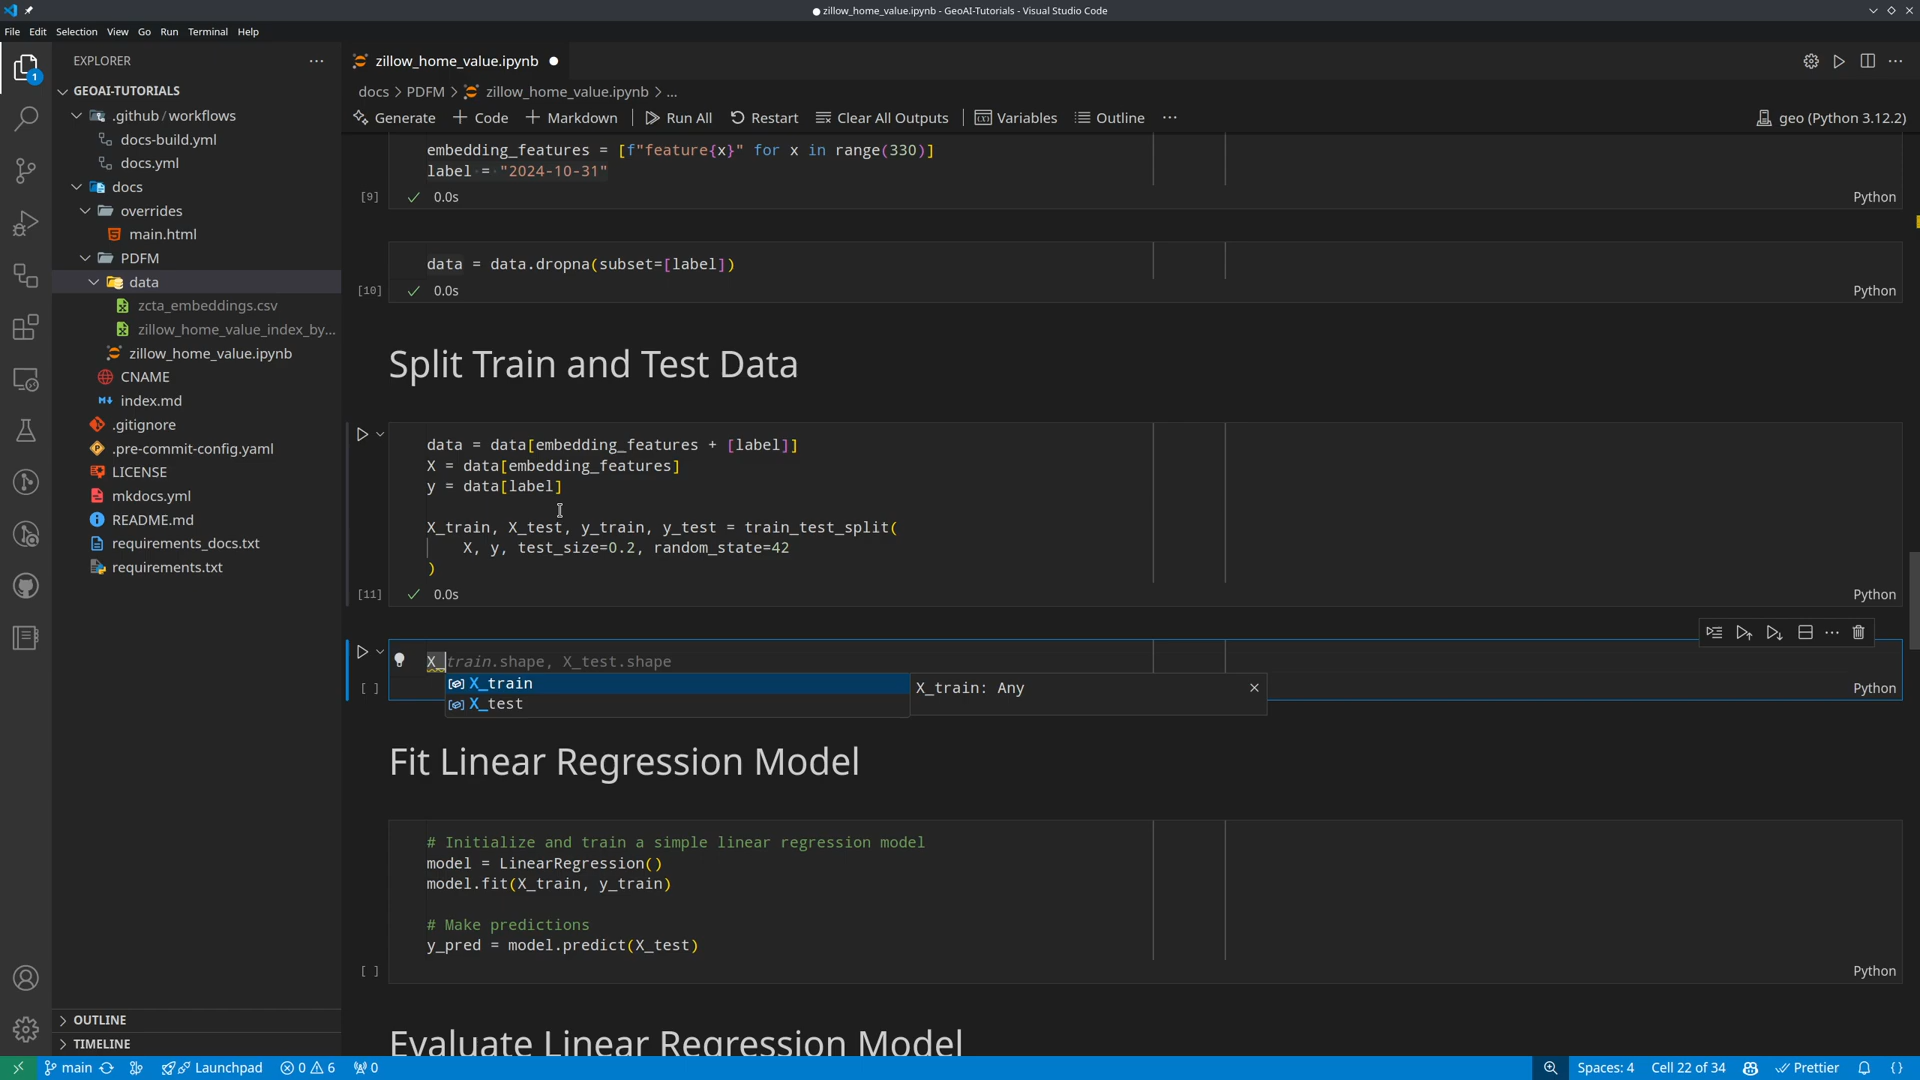 zillow_home_value.ipynb - GeoAI-Tutorials - Visual Studio Code
File Edit Selection View Go Run Terminal Help
EXPLORER
zillow_home_value.ipynb
GEOAI-TUTORIALS
docs > PDFM > zillow_home_value.ipynb > ...
.github / workflows
Generate + Code + Markdown Run All Restart Clear All Outputs Variables Outline ... geo (Python 3.12.2)
docs-build.yml
docs.yml
docs
overrides
main.html
PDFM
data
zcta_embeddings.csv
zillow_home_value_index_by...
zillow_home_value.ipynb
CNAME
index.md
.gitignore
.pre-commit-config.yaml
LICENSE
mkdocs.yml
README.md
requirements_docs.txt
requirements.txt
OUTLINE
TIMELINE
1
embedding_features = [f"feature{x}" for x in range(330)]
label = "2024-10-31"
[9] 0.0s Python
data = data.dropna(subset=[label])
[10] 0.0s Python
Split Train and Test Data
data = data[embedding_features + [label]]
X = data[embedding_features]
y = data[label]
X_train, X_test, y_train, y_test = train_test_split(
X, y, test_size=0.2, random_state=42
)
[11] 0.0s Python
X_train.shape, X_test.shape
[ ] Python
X_train
X_test
X_train: Any
Fit Linear Regression Model
# Initialize and train a simple linear regression model
model = LinearRegression()
model.fit(X_train, y_train)
# Make predictions
y_pred = model.predict(X_test)
[ ] Python
Evaluate Linear Regression Model
main Launchpad 0 6 0 Spaces: 4 Cell 22 of 34 Prettier {}